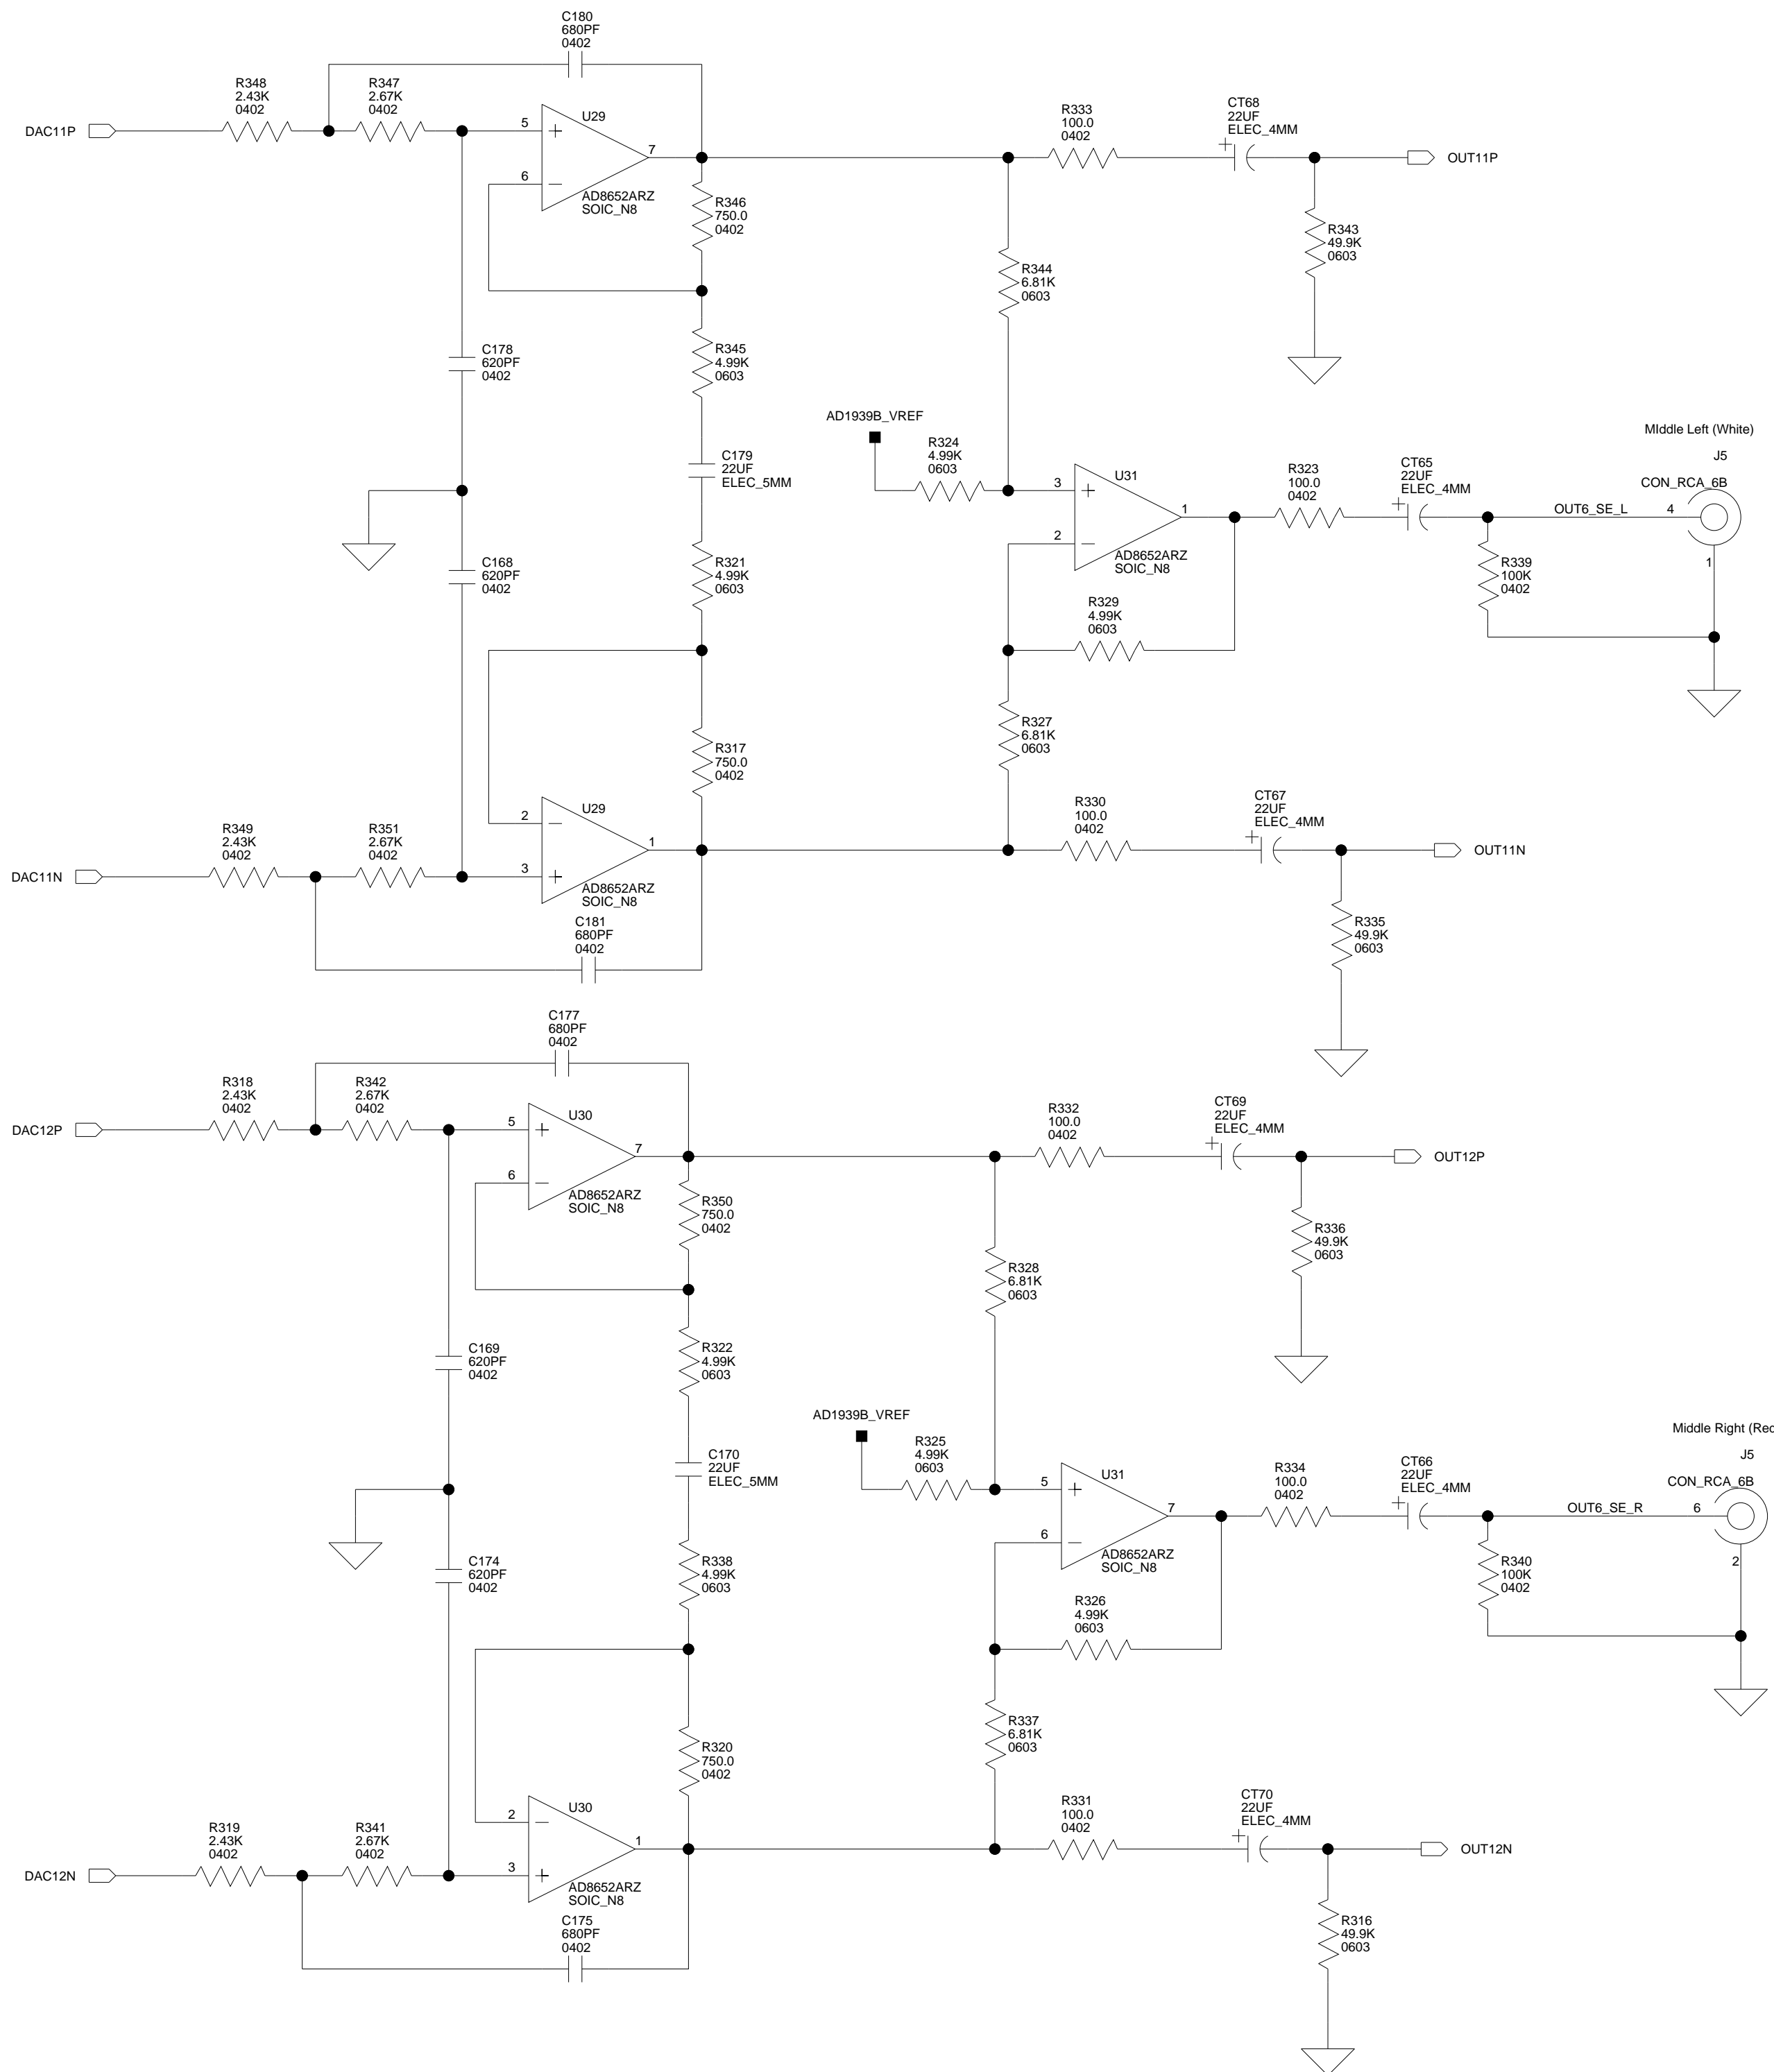 C180
680PF
0402
R348
2.43K
0402
R347
2.67K
0402
DAC11P
5
6
7
U29
AD8652ARZ
SOIC_N8
R346
750.0
0402
R333
100.0
0402
CT68
22UF
ELEC_4MM
OUT11P
R343
49.9K
0603
R344
6.81K
0603
C178
620PF
0402
R345
4.99K
0603
C179
22UF
ELEC_5MM
AD1939B_VREF
R324
4.99K
0603
3
2
1
U31
AD8652ARZ
SOIC_N8
R323
100.0
0402
CT65
22UF
ELEC_4MM
MIddle Left (White)
J5
CON_RCA_6B
OUT6_SE_L
4
1
R339
100K
0402
C168
620PF
0402
R321
4.99K
0603
R329
4.99K
0603
R327
6.81K
0603
R317
750.0
0402
R349
2.43K
0402
R351
2.67K
0402
DAC11N
2
3
1
U29
AD8652ARZ
SOIC_N8
C181
680PF
0402
R330
100.0
0402
CT67
22UF
ELEC_4MM
OUT11N
R335
49.9K
0603
C177
680PF
0402
R318
2.43K
0402
R342
2.67K
0402
DAC12P
5
6
7
U30
AD8652ARZ
SOIC_N8
R350
750.0
0402
R332
100.0
0402
CT69
22UF
ELEC_4MM
OUT12P
R336
49.9K
0603
R328
6.81K
0603
C169
620PF
0402
R322
4.99K
0603
C170
22UF
ELEC_5MM
AD1939B_VREF
R325
4.99K
0603
5
6
7
U31
AD8652ARZ
SOIC_N8
R334
100.0
0402
CT66
22UF
ELEC_4MM
Middle Right (Red
J5
CON_RCA_6B
OUT6_SE_R
6
2
R340
100K
0402
C174
620PF
0402
R338
4.99K
0603
R326
4.99K
0603
R337
6.81K
0603
R320
750.0
0402
R319
2.43K
0402
R341
2.67K
0402
DAC12N
2
3
1
U30
AD8652ARZ
SOIC_N8
C175
680PF
0402
R331
100.0
0402
CT70
22UF
ELEC_4MM
OUT12N
R316
49.9K
0603